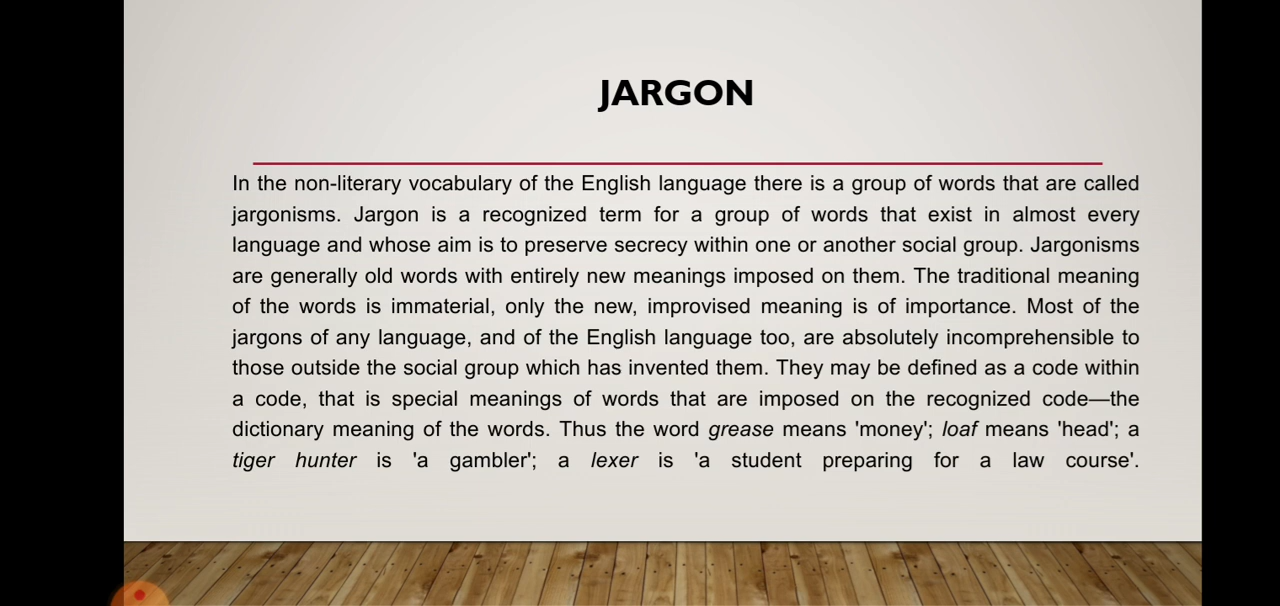 JARGON
In the non-literary vocabulary of the English language there is a group of words that are called
jargonisms. Jargon is a recognized term for a group of words that exist in almost every
language and whose aim is to preserve secrecy within one or another social group. Jargonisms
are generally old words with entirely new meanings imposed on them. The traditional meaning
of the words is immaterial, only the new, improvised meaning is of importance. Most of the
jargons of any language, and of the English language too, are absolutely incomprehensible to
those outside the social group which has invented them. They may be defined as a code within
a code, that is special meanings of words that are imposed on the recognized code—the
dictionary meaning of the words. Thus the word grease means 'money'; loaf means 'head'; a
tiger hunter is 'a gambler'; a lexer is 'a student preparing for a law course'.